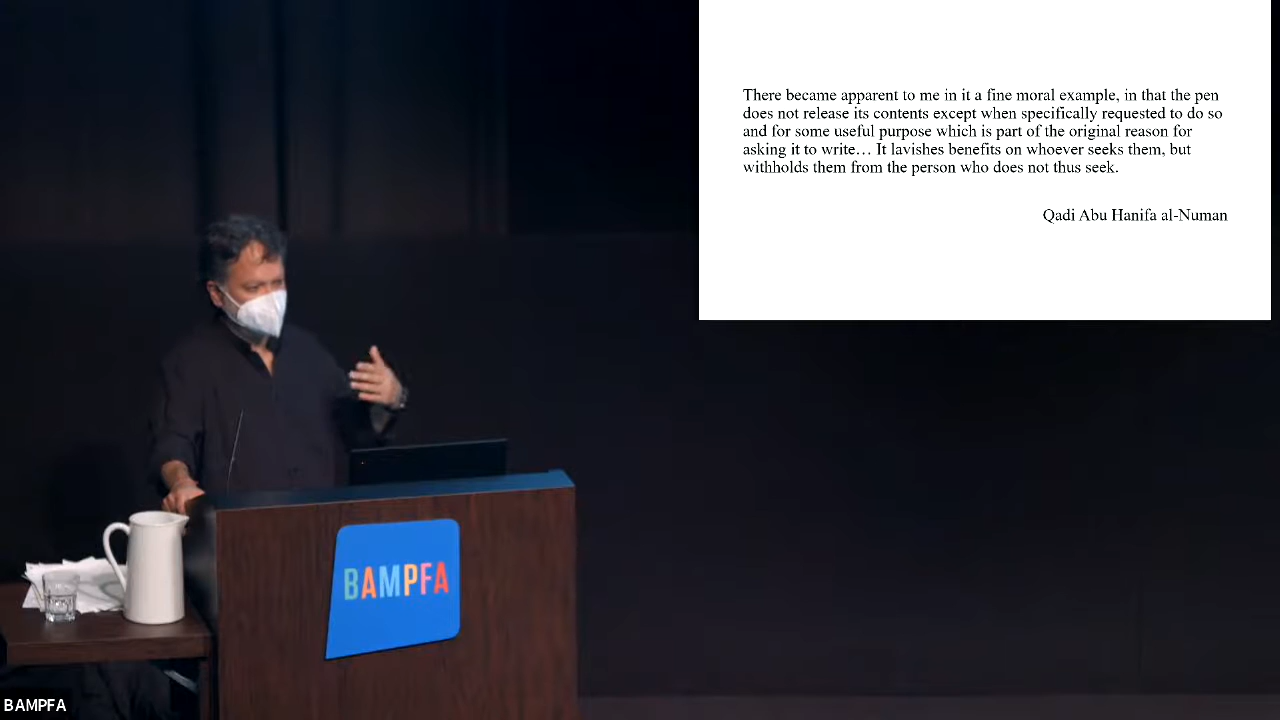 There became apparent to me in it a fine moral example, in that the pen
does not release its contents except when specifically requested to do so
and for some useful purpose which is part of the original reason for
asking it to write… It lavishes benefits on whoever seeks them, but
withholds them from the person who does not thus seek.
Qadi Abu Hanifa al-Numan
BAMPFA
BAMPFA